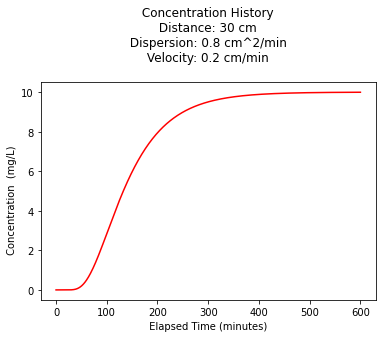 Concentration History
Distance: 30 cm
Dispersion: 0.8 cm^2/min
Velocity: 0.2 cm/min
10
8
6
4
2
0
Concentration (mg/L)
0 100 200 300 400 500 600
Elapsed Time (minutes)